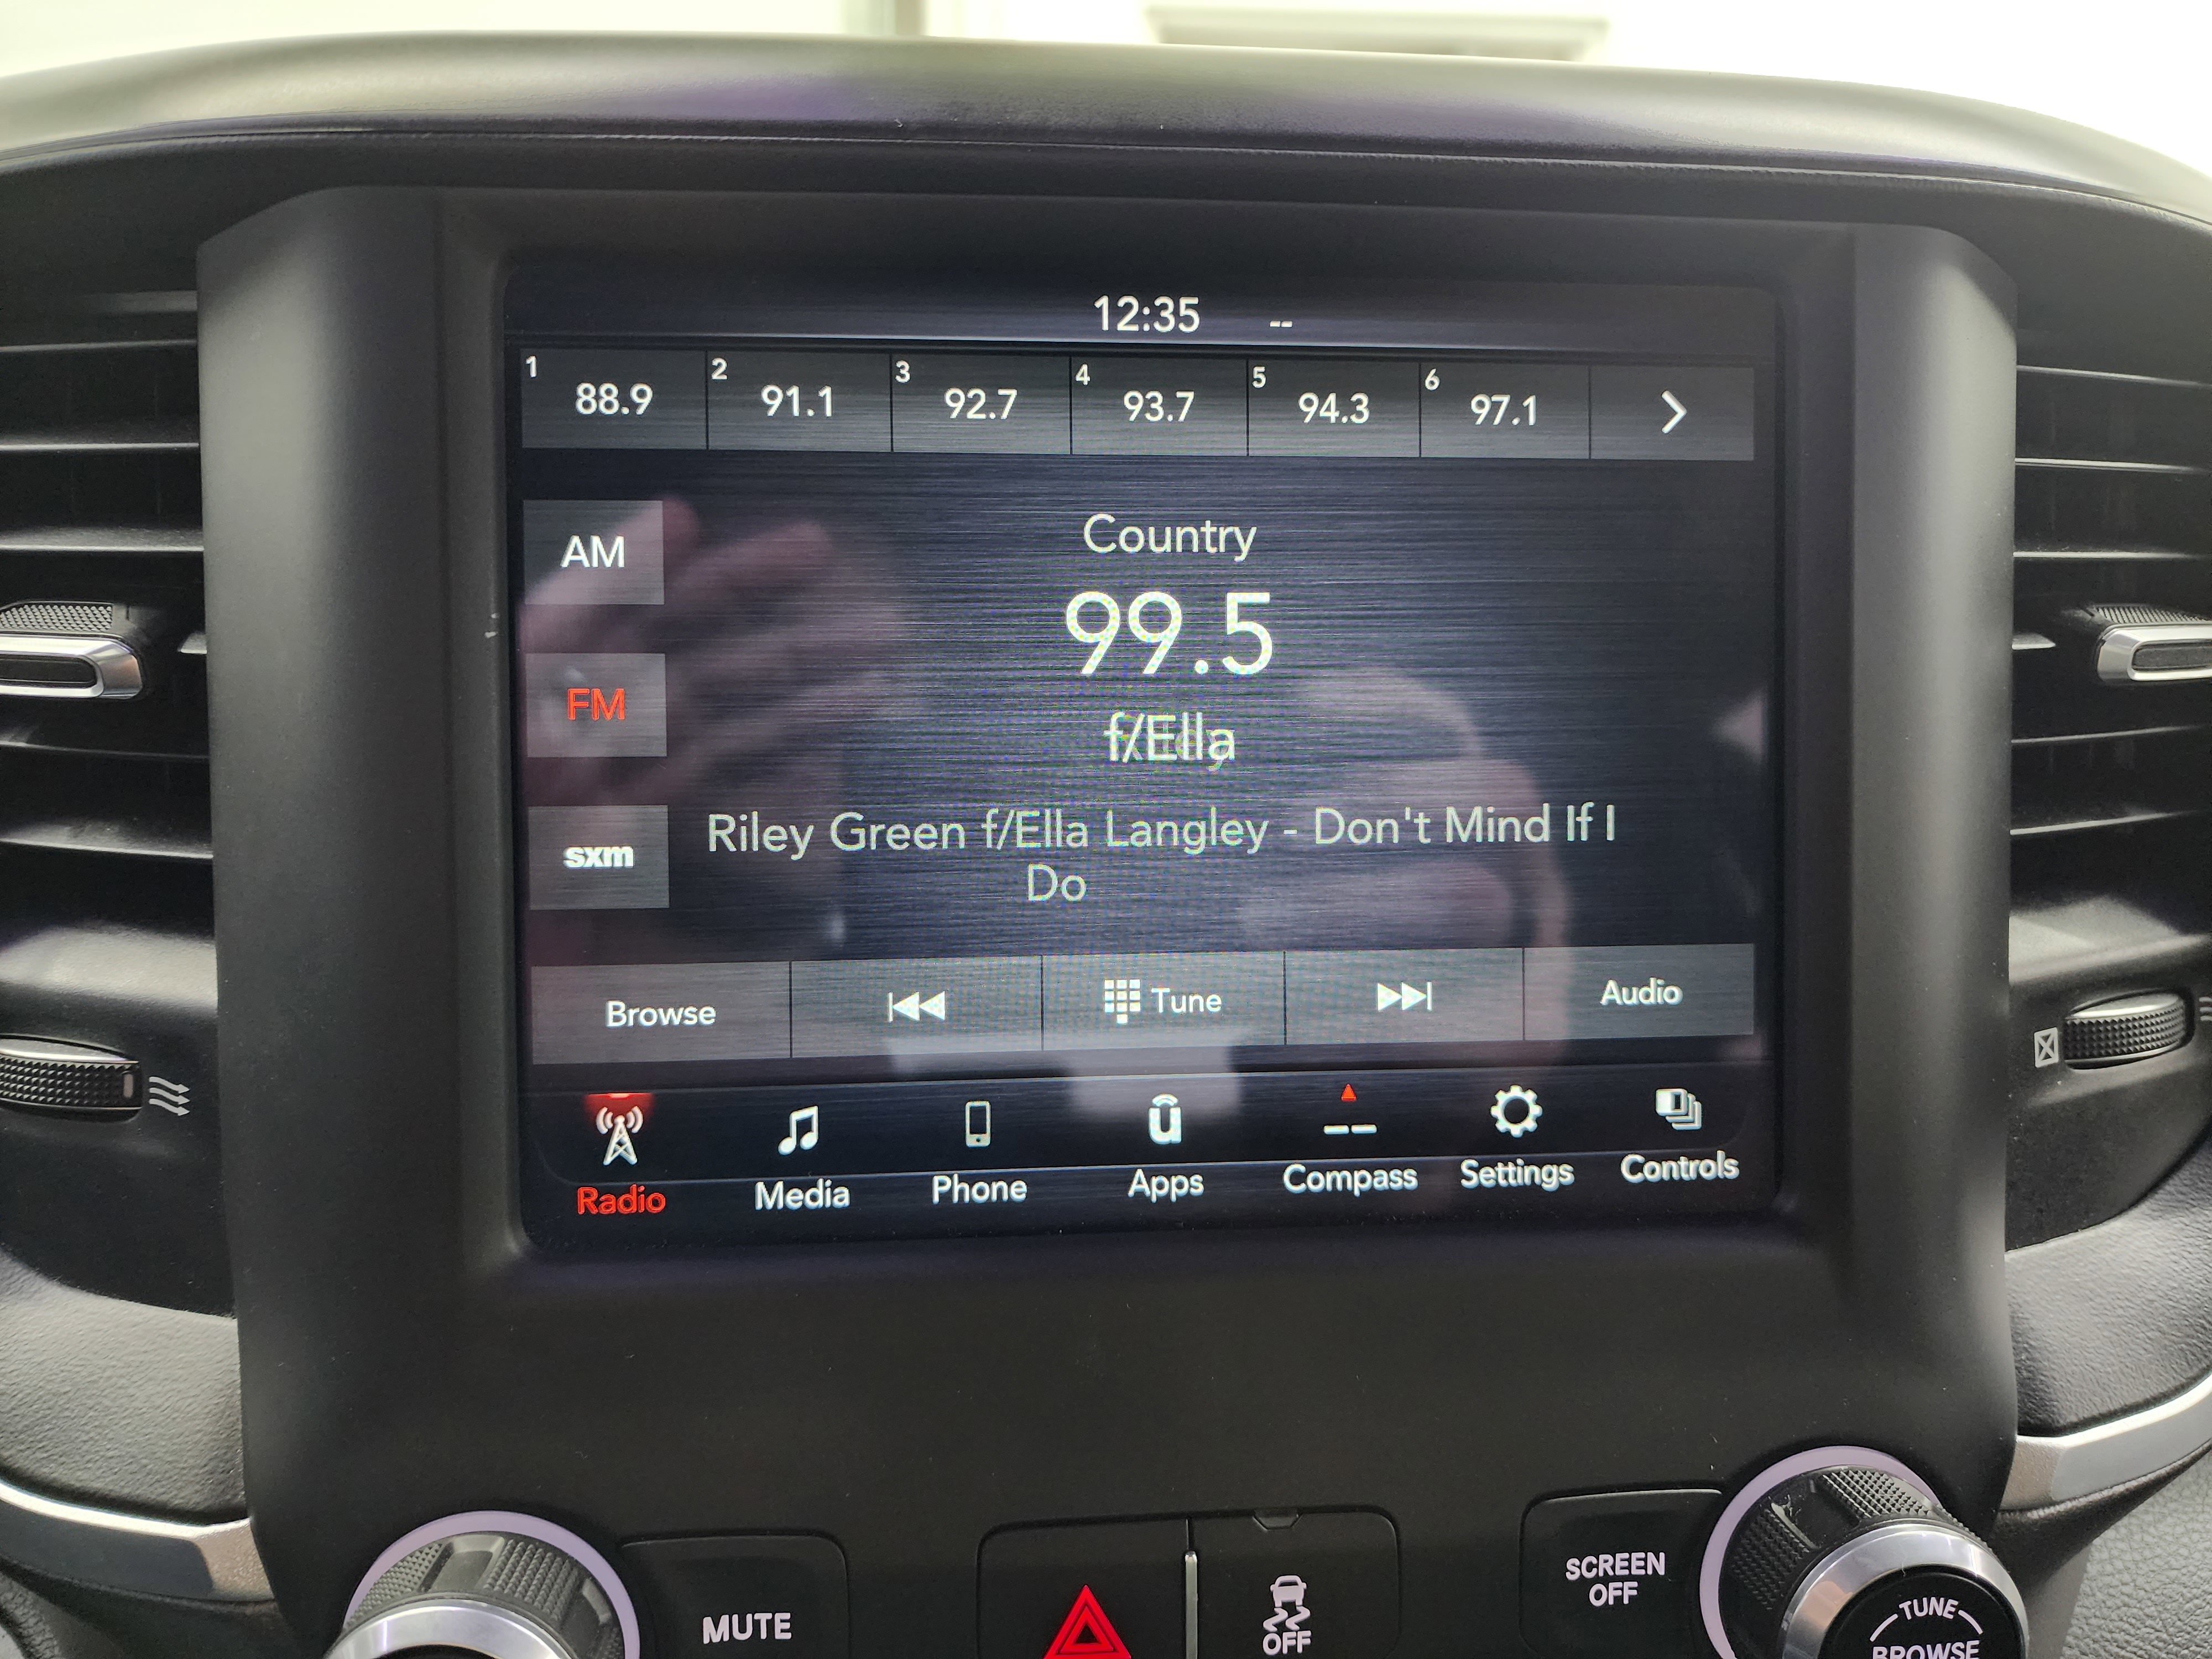 12:35 --
1 88.9 2 91.1 3 92.7 4 93.7 5 94.3 6 97.1
AM
Country
99.5
FM
f/Ella
Riley Green f/Ella Langley - Don't Mind If I
Do
sxm
Browse Tune Audio
Radio Media Phone Apps Compass Settings Controls
MUTE
OFF
SCREEN
OFF
TUNE
BROWSE